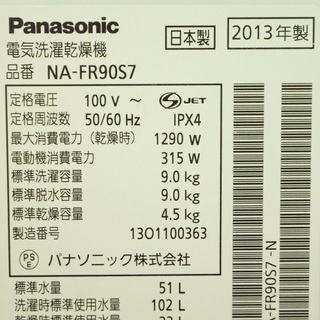 Panasonic
日本製 2013年製
電気洗濯乾燥機
品番 NA-FR90S7
定格電圧 100 V ～ S JET
定格周波数 50/60 Hz IPX4
最大消費電力（乾燥時） 1290 W
電動機消費電力 315 W
標準洗濯容量 9.0 kg
標準脱水容量 9.0 kg
標準乾燥容量 4.5 kg
製造番号 13O1100363
PSE パナソニック株式会社
標準水量 51 L
洗濯時標準使用水量 102 L
A-FR90S7-N